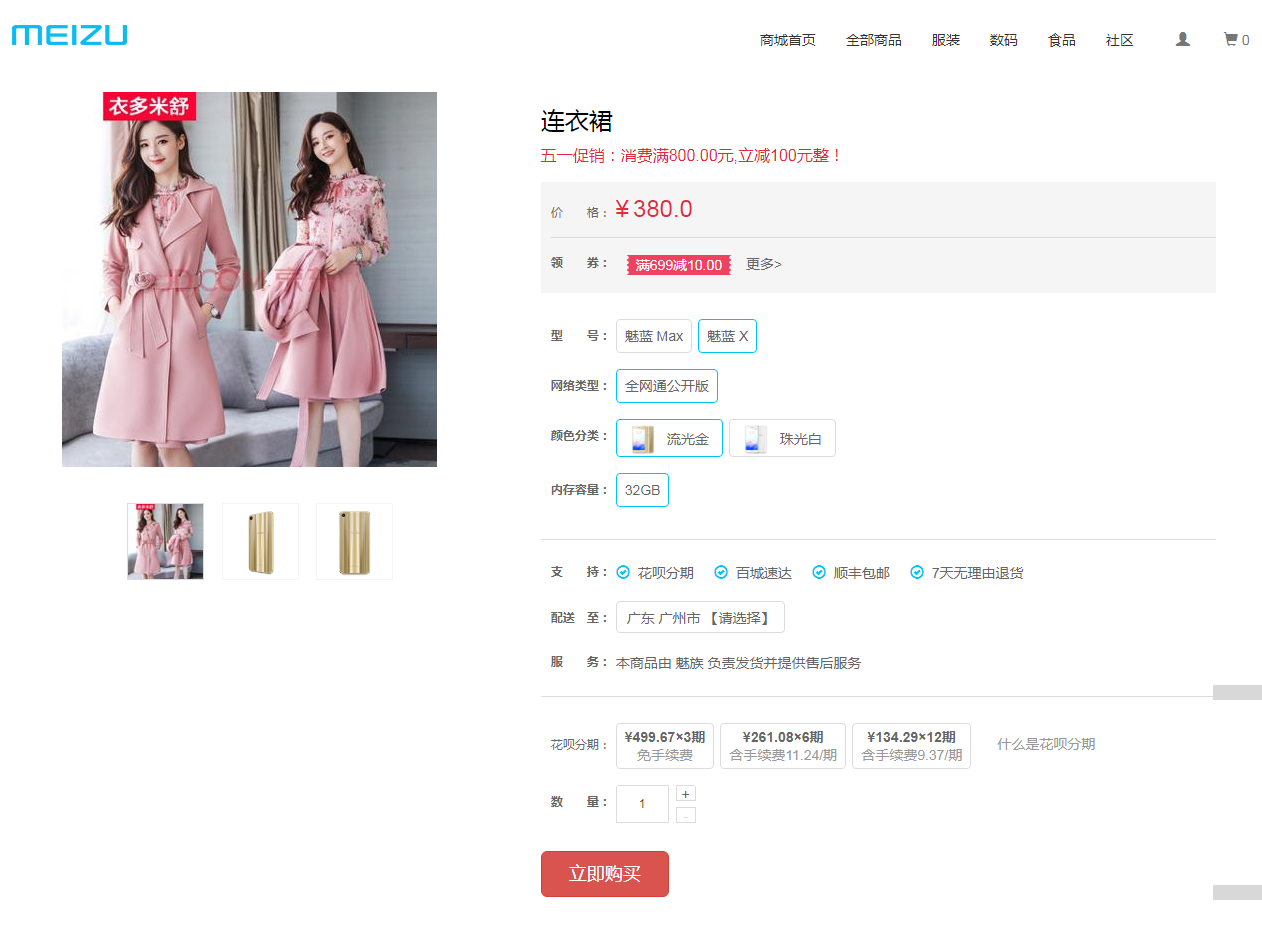 MEIZU
商城首页 全部商品 服装 数码 食品 社区 0
衣多米舒
连衣裙
五一促销：消费满800.00元,立减100元整！
价 格： ¥ 380.0
领 券： 满699减10.00 更多>
JD.COM
型 号： 魅蓝 Max 魅蓝 X
网络类型： 全网通公开版
颜色分类： 流光金 珠光白
内存容量： 32GB
衣多米舒
支 持： 花呗分期 百城速达 顺丰包邮 7天无理由退货
配送 至： 广东 广州市 【请选择】
服 务： 本商品由 魅族 负责发货并提供售后服务
花呗分期： ¥499.67×3期 ¥261.08×6期 ¥134.29×12期 什么是花呗分期
免手续费 含手续费11.24/期 含手续费9.37/期
数 量： 1 + -
立即购买